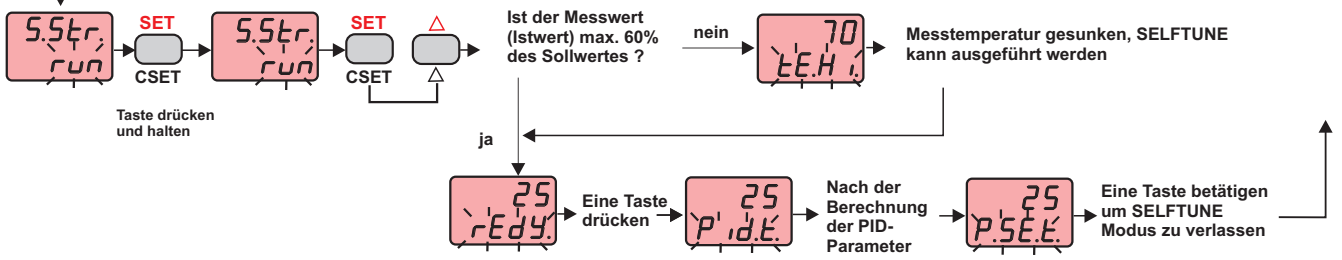 S.Str.
run
SET
CSET
Taste drücken
und halten
S.Str.
run
SET
CSET
Ist der Messwert
(Istwert) max. 60%
des Sollwertes ?
nein
70
tE.Hi.
Messtemperatur gesunken, SELFTUNE
kann ausgeführt werden
ja
25
rEdy.
Eine Taste
drücken
25
P'id.t.
Nach der
Berechnung
der PID-
Parameter
25
P.SE.t.
Eine Taste betätigen
um SELFTUNE
Modus zu verlassen